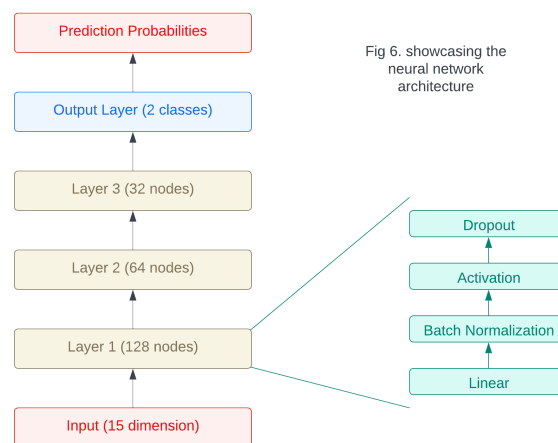 Prediction Probabilities
Fig 6. showcasing the
neural network
architecture
Output Layer (2 classes)
Layer 3 (32 nodes)
Dropout
Layer 2 (64 nodes)
Activation
Batch Normalization
Layer 1 (128 nodes)
Linear
Input (15 dimension)